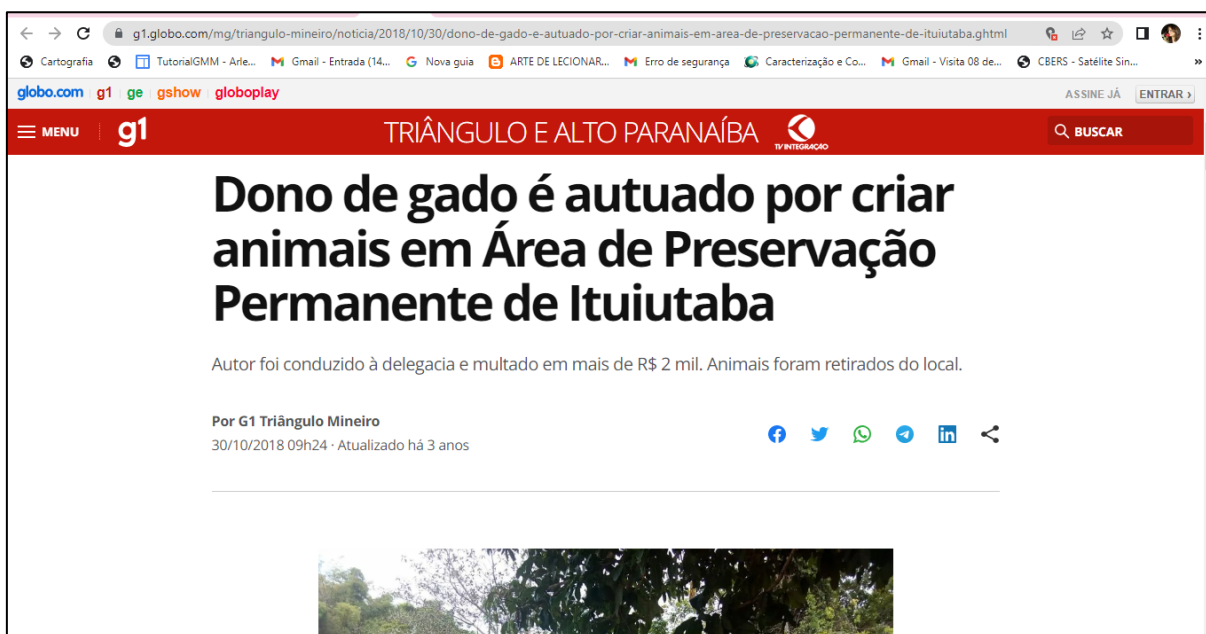 g1.globo.com/mg/triangulo-mineiro/noticia/2018/10/30/dono-de-gado-e-autuado-por-criar-animais-em-area-de-preservacao-permanente-de-ituiutaba.ghtml
Cartografia TutorialGMM - Arle... Gmail - Entrada (14... Nova guia ARTE DE LECIONAR... Erro de segurança Caracterização e Co... Gmail - Visita 08 de... CBERS - Satélite Sin... »
globo.com g1 ge gshow globoplay ASSINE JÁ ENTRAR ›
MENU g1 TRIÂNGULO E ALTO PARANAÍBA TV INTEGRAÇÃO BUSCAR
Dono de gado é autuado por criar
animais em Área de Preservação
Permanente de Ituiutaba
Autor foi conduzido à delegacia e multado em mais de R$ 2 mil. Animais foram retirados do local.
Por G1 Triângulo Mineiro
30/10/2018 09h24 · Atualizado há 3 anos